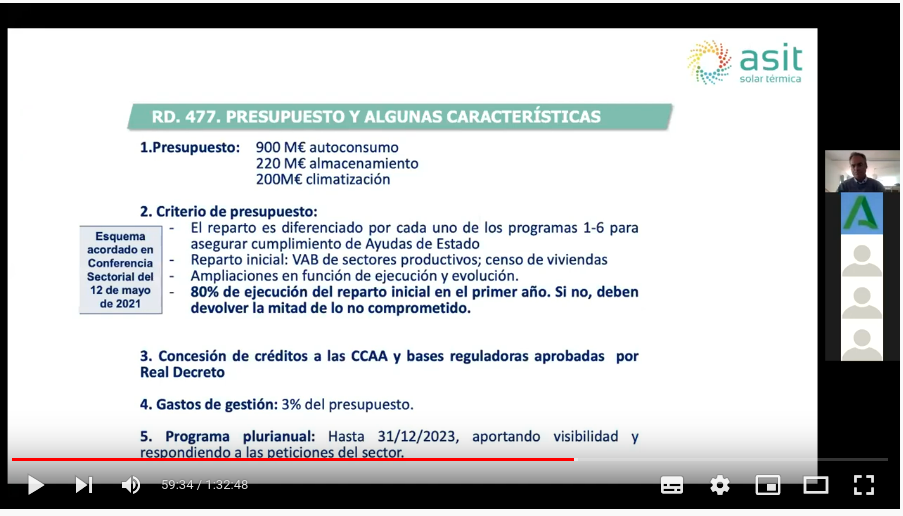 asit
solar térmica
RD. 477. PRESUPUESTO Y ALGUNAS CARACTERÍSTICAS
1.Presupuesto: 900 M€ autoconsumo
220 M€ almacenamiento
200M€ climatización
2. Criterio de presupuesto:
- El reparto es diferenciado por cada uno de los programas 1-6 para
asegurar cumplimiento de Ayudas de Estado
- Reparto inicial: VAB de sectores productivos; censo de viviendas
- Ampliaciones en función de ejecución y evolución.
- 80% de ejecución del reparto inicial en el primer año. Si no, deben
devolver la mitad de lo no comprometido.
Esquema
acordado en
Conferencia
Sectorial del
12 de mayo
de 2021
3. Concesión de créditos a las CCAA y bases reguladoras aprobadas por
Real Decreto
4. Gastos de gestión: 3% del presupuesto.
5. Programa plurianual: Hasta 31/12/2023, aportando visibilidad y
respondiendo a las peticiones del sector.
59:34 / 1:32:48